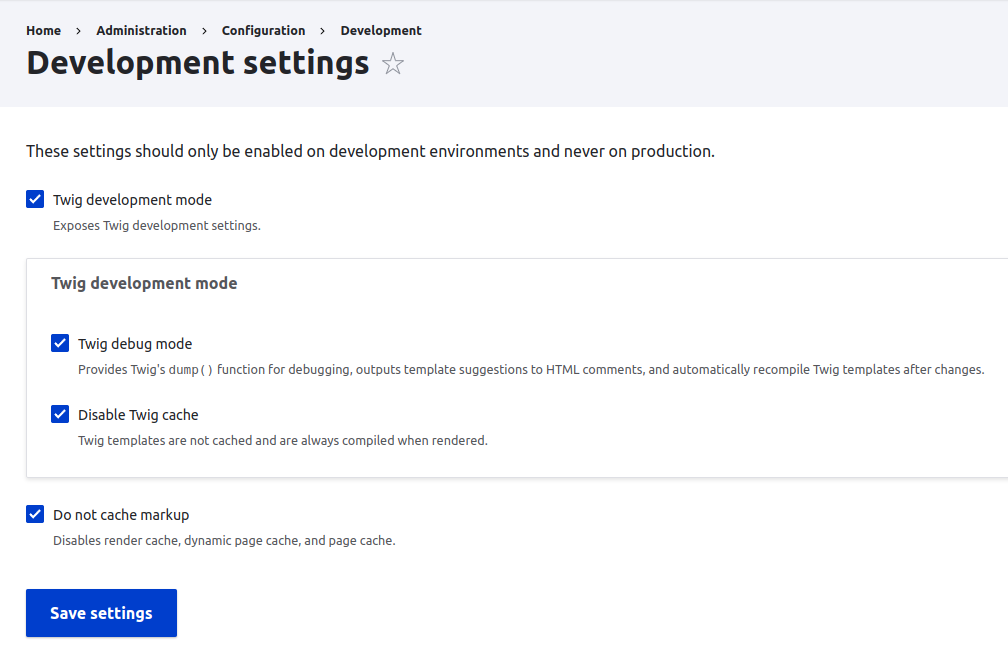 Home > Administration > Configuration > Development
Development settings
These settings should only be enabled on development environments and never on production.
Twig development mode
Exposes Twig development settings.
Twig development mode
Twig debug mode
Provides Twig's dump() function for debugging, outputs template suggestions to HTML comments, and automatically recompile Twig templates after changes.
Disable Twig cache
Twig templates are not cached and are always compiled when rendered.
Do not cache markup
Disables render cache, dynamic page cache, and page cache.
Save settings